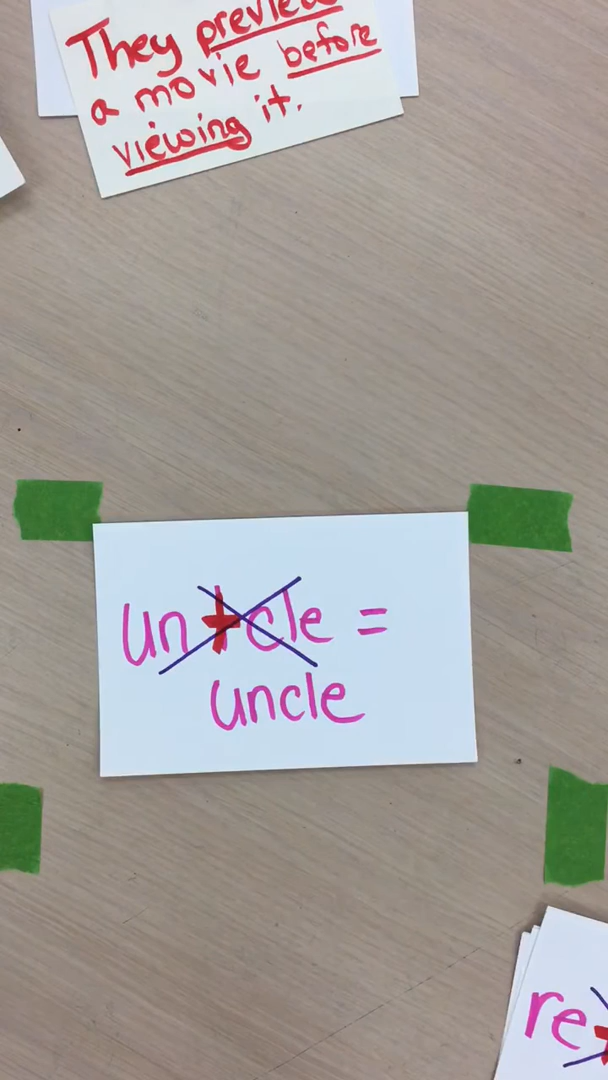 They preview
a movie before
viewing it.
un + cle =
uncle
re +